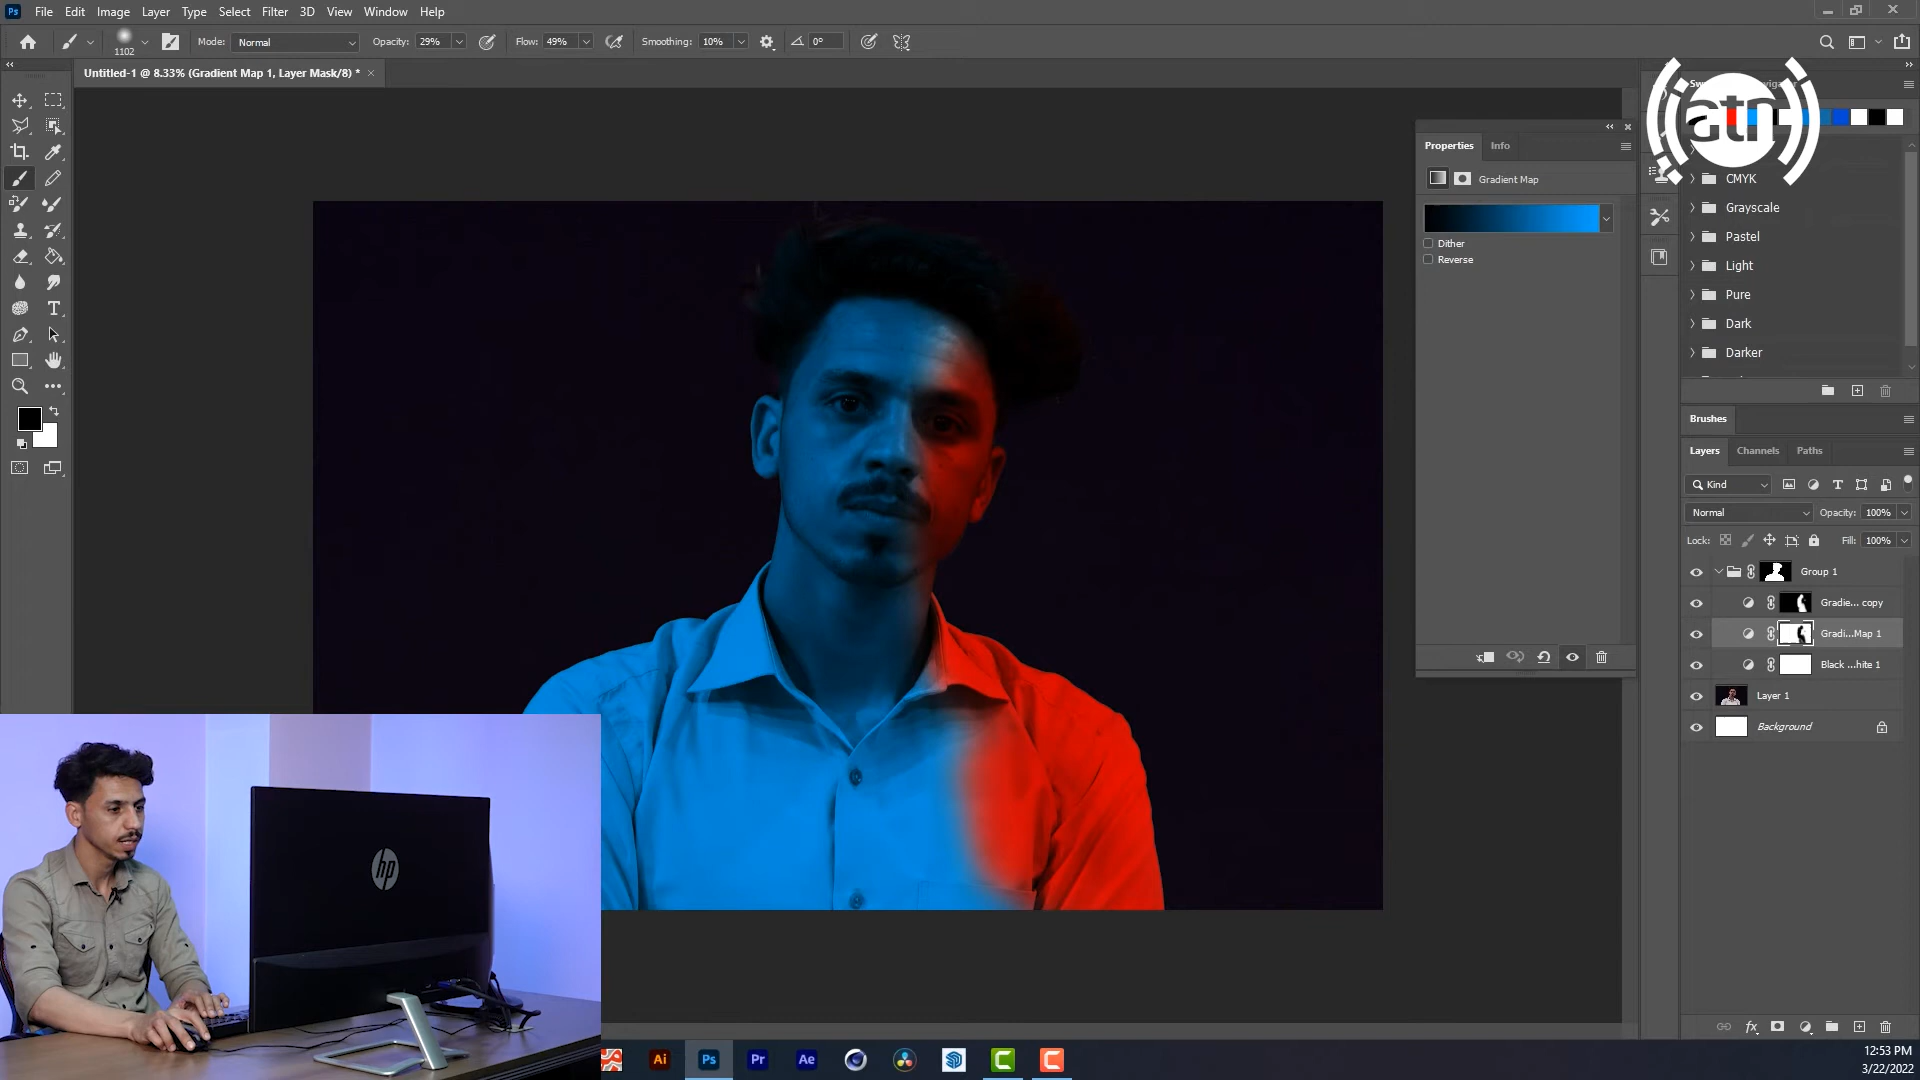 Ps File Edit Image Layer Type Select Filter 3D View Window Help
1102 Mode: Normal Opacity: 29% Flow: 49% Smoothing: 10% 0°
Untitled-1 @ 8.33% (Gradient Map 1, Layer Mask/8) * ×
atn
Properties Info
Gradient Map
Dither
Reverse
CMYK
Grayscale
Pastel
Light
Pure
Dark
Darker
Brushes
Layers Channels Paths
Kind
Normal Opacity: 100%
Lock: Fill: 100%
Group 1
Gradie... copy
Gradi...Map 1
Black ...hite 1
Layer 1
Background
fx
hp
Ai Ps Pr Ae
12:53 PM
3/22/2022